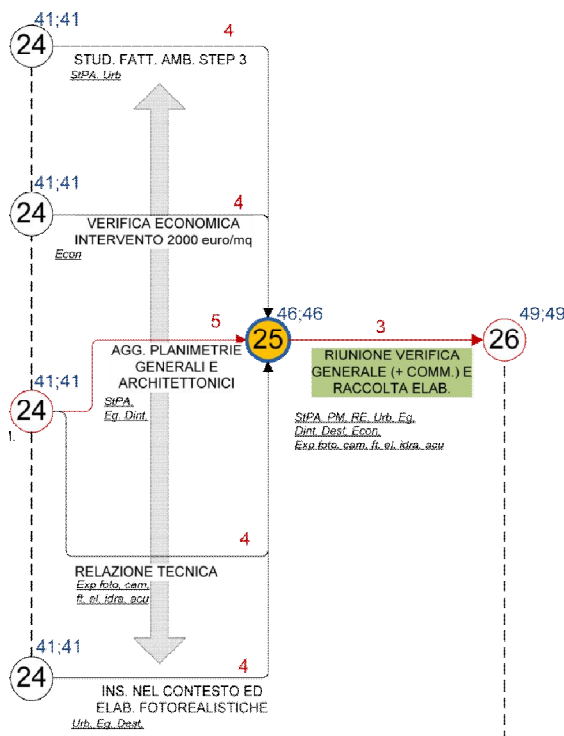 41;41
24
4
STUD. FATT. AMB. STEP 3
StPA, Urb
41;41
24
4
VERIFICA ECONOMICA
INTERVENTO 2000 euro/mq
Econ
41;41
24
5
AGG. PLANIMETRIE
GENERALI E
ARCHITETTONICI
StPA,
Eg. Dint.
46;46
25
3
RIUNIONE VERIFICA
GENERALE (+ COMM.) E
RACCOLTA ELAB.
StPA, PM, RE, Urb, Eg,
Dint, Dest, Econ,
Exp foto, cam, ft, el, idra, acu
49;49
26
4
RELAZIONE TECNICA
Exp foto, cam,
ft, el, idra, acu
41;41
24
4
INS. NEL CONTESTO ED
ELAB. FOTOREALISTICHE
Urb, Eg, Dest,